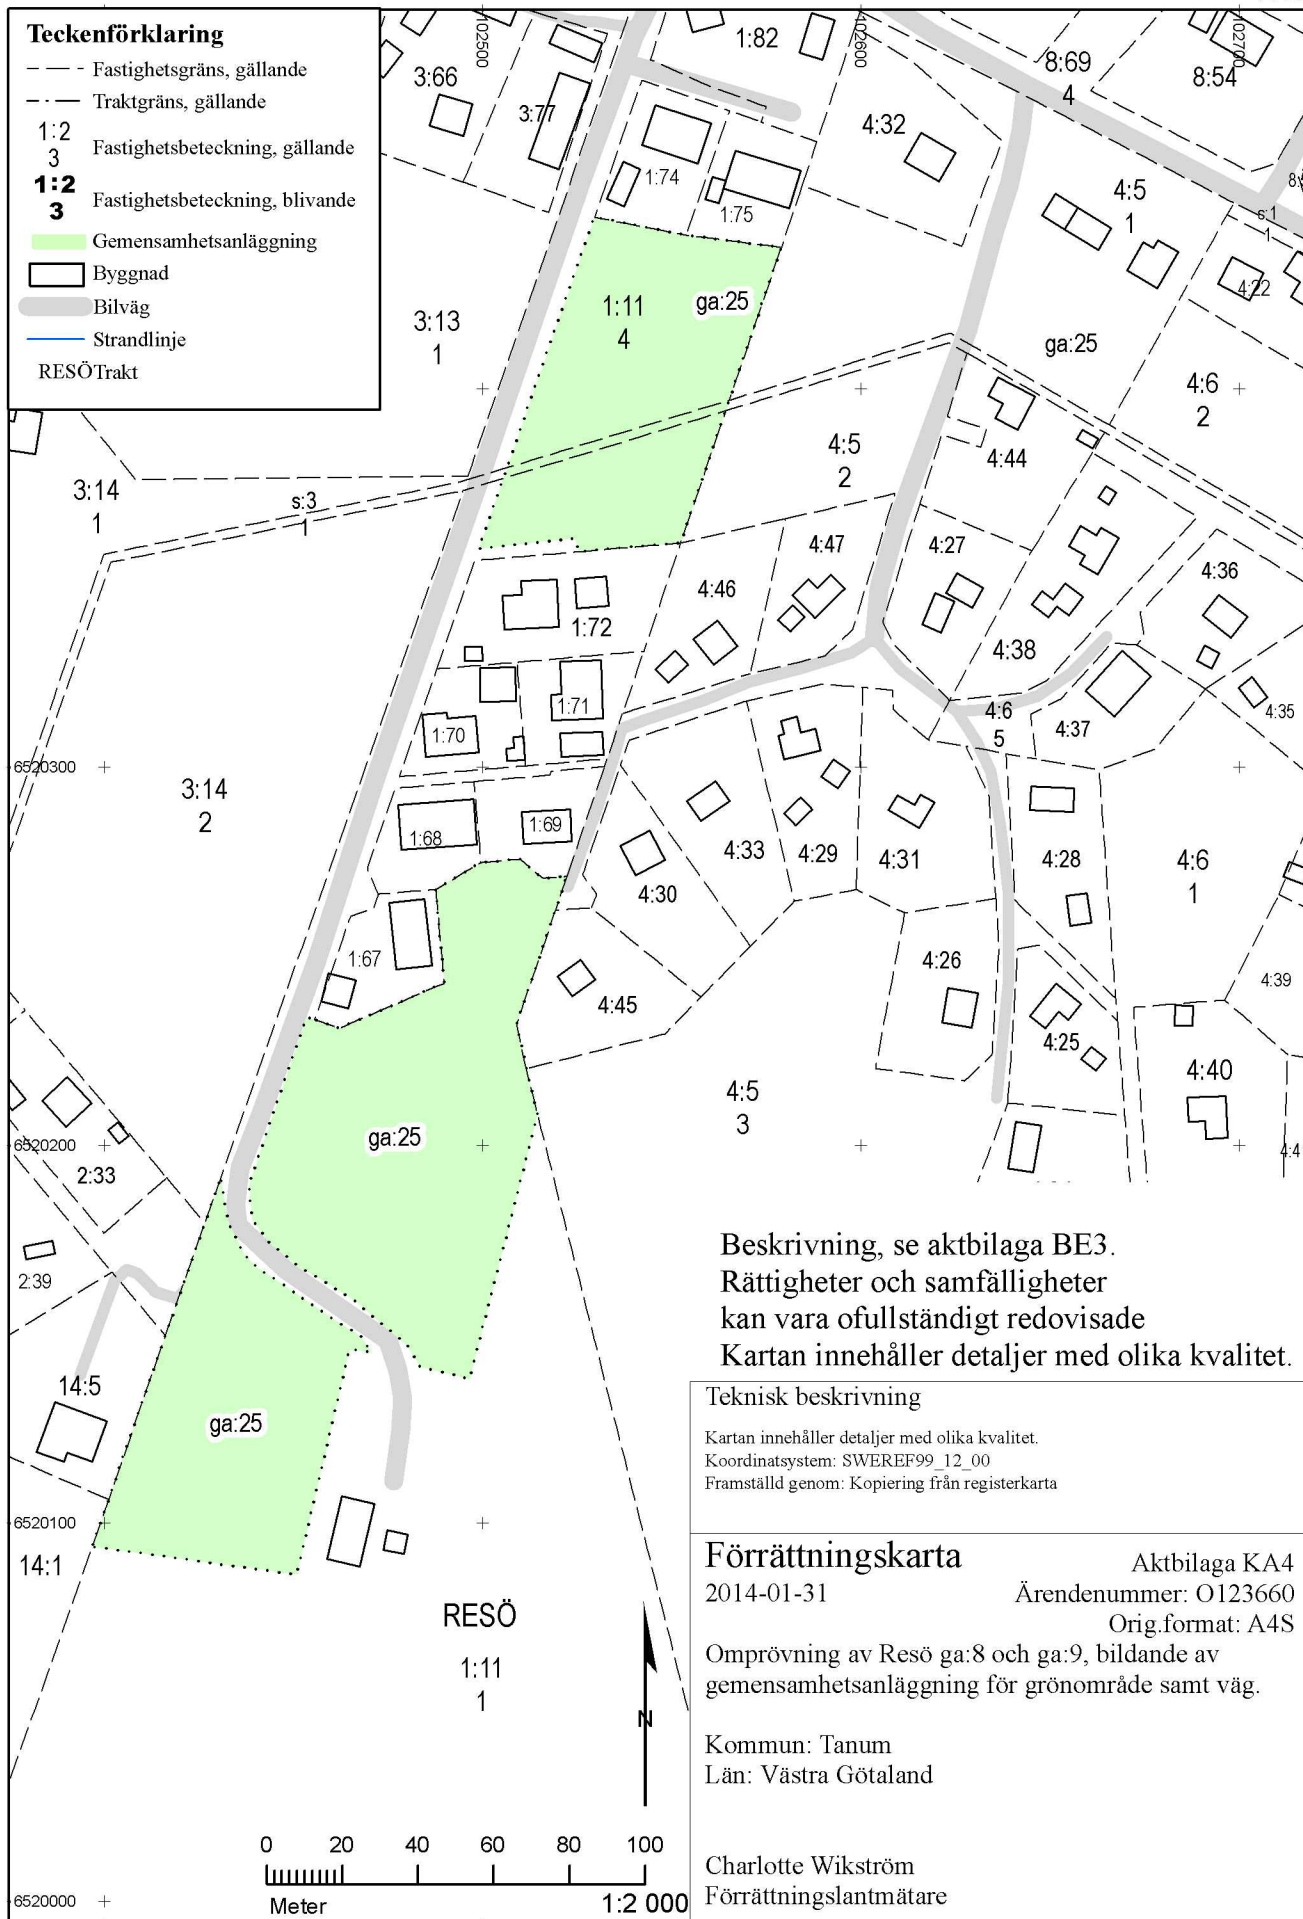 Teckenförklaring
Fastighetsgräns, gällande
Traktgräns, gällande
1:2
3
Fastighetsbeteckning, gällande
1:2
3
Fastighetsbeteckning, blivande
Gemensamhetsanläggning
Byggnad
Bilväg
Strandlinje
RESÖ Trakt
102500
102600
102700
1:82
3:66
3:77
8:69
4
8:54
4:32
1:74
1:75
4:5
1
s:1
1
4:22
3:13
1
1:11
4
ga:25
ga:25
4:6
2
3:14
1
s:3
1
4:5
2
4:44
4:47
4:27
4:46
4:36
1:72
4:38
1:71
1:70
4:6
5
4:37
4:35
6520300
3:14
2
1:68
1:69
4:33
4:29
4:31
4:28
4:6
1
4:30
1:67
4:26
4:39
4:45
4:25
4:40
4:5
3
ga:25
6520200
2:33
4:4
2:39
14:5
ga:25
6520100
14:1
RESÖ
1:11
1
N
0 20 40 60 80 100
Meter
1:2 000
6520000
Beskrivning, se aktbilaga BE3.
Rättigheter och samfälligheter
kan vara ofullständigt redovisade
Kartan innehåller detaljer med olika kvalitet.
Teknisk beskrivning
Kartan innehåller detaljer med olika kvalitet.
Koordinatsystem: SWEREF99_12_00
Framställd genom: Kopiering från registerkarta
Förrättningskarta
Aktbilaga KA4
2014-01-31
Ärendenummer: O123660
Orig.format: A4S
Omprövning av Resö ga:8 och ga:9, bildande av
gemensamhetsanläggning för grönområde samt väg.
Kommun: Tanum
Län: Västra Götaland
Charlotte Wikström
Förrättningslantmätare